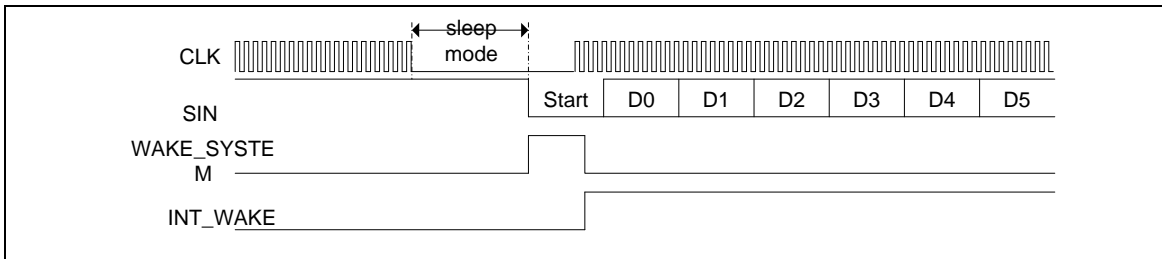 sleep
CLK
mode
Start D0 D1 D2 D3 D4 D5
SIN
WAKE_SYSTE
M
INT_WAKE